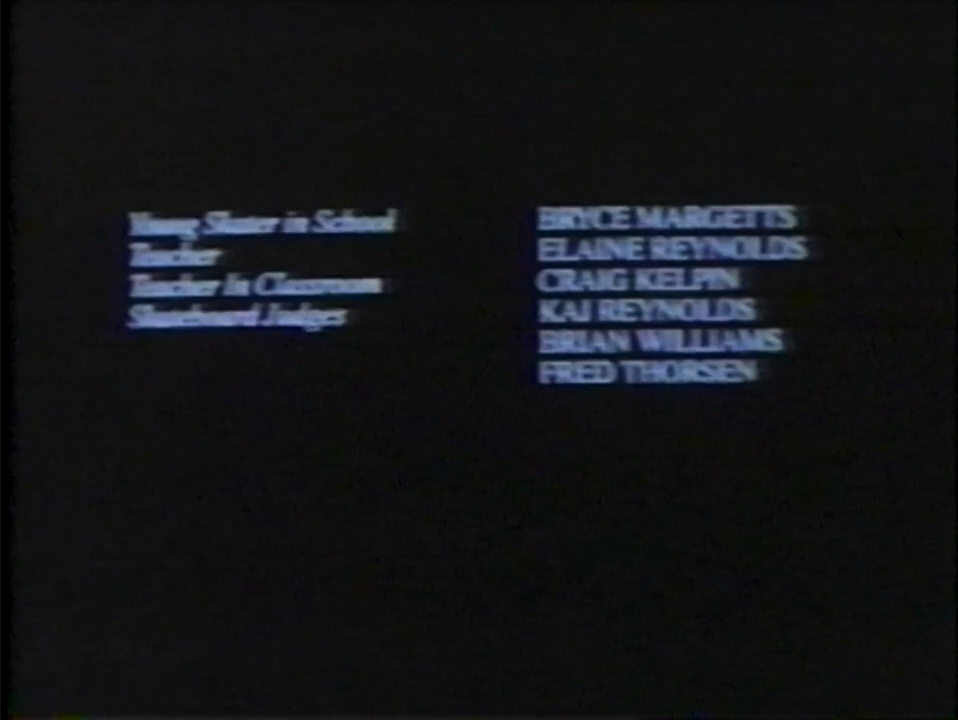 Young Skater in School BRYCE MARGETTS
Teacher ELAINE REYNOLDS
Teacher In Classroom CRAIG KELPIN
Skateboard Judges KAI REYNOLDS
BRIAN WILLIAMS
FRED THORSEN